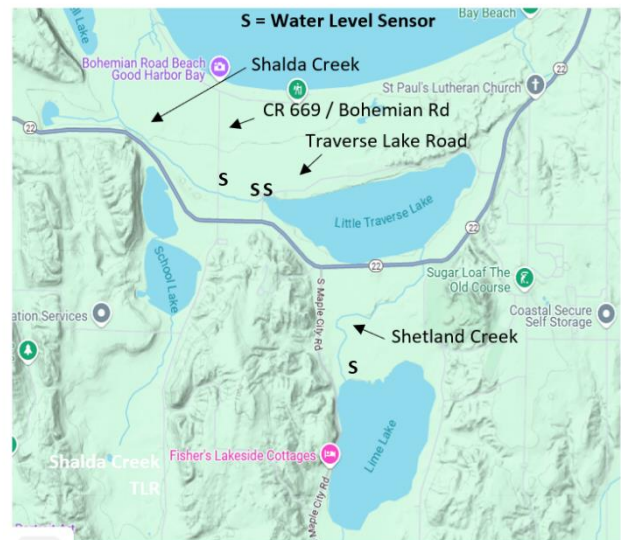 S = Water Level Sensor
Bay Beach
Bohemian Road Beach
Good Harbor Bay
Shalda Creek
St Paul's Lutheran Church
22
CR 669 / Bohemian Rd
22
Traverse Lake Road
S
S S
Little Traverse Lake
22
22
School Lake
Sugar Loaf The
Old Course
S Maple City Rd
Coastal Secure
Self Storage
ation Services
Shetland Creek
S
Lime Lake
Fisher's Lakeside Cottages
Shalda Creek
TLR
Maple City Rd